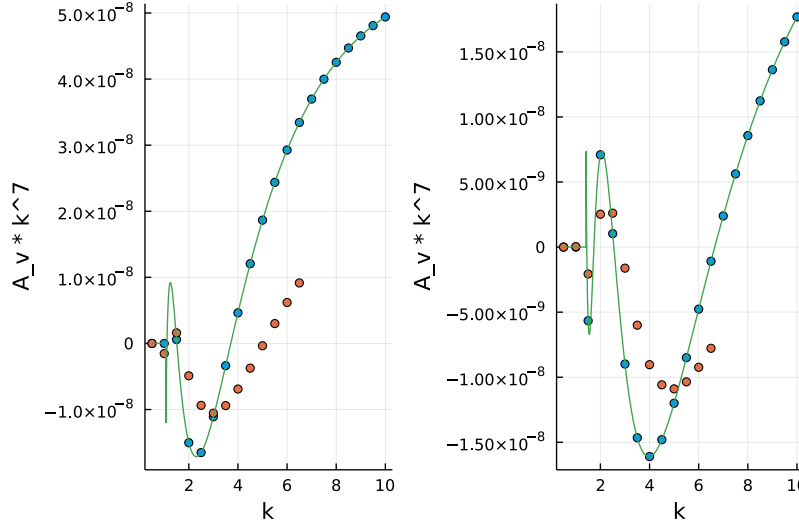 5.0×10⁻⁸
4.0×10⁻⁸
3.0×10⁻⁸
2.0×10⁻⁸
1.0×10⁻⁸
0
−1.0×10⁻⁸
A_v * k^7
2 4 6 8 10
k
1.50×10⁻⁸
1.00×10⁻⁸
5.00×10⁻⁹
0
−5.00×10⁻⁹
−1.00×10⁻⁸
−1.50×10⁻⁸
A_v * k^7
2 4 6 8 10
k